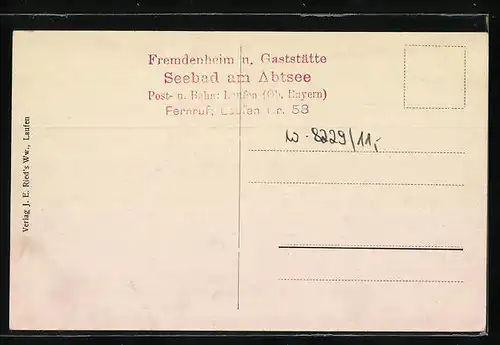 Fremdenheim u. Gaststätte
Seebad am Abtsee
Post- u. Bahn: Laufen (Ob. Bayern)
Fernruf: Laufen Nr. 53
w-8229/11,-
Verlag J. E. Ried's Ww., Laufen